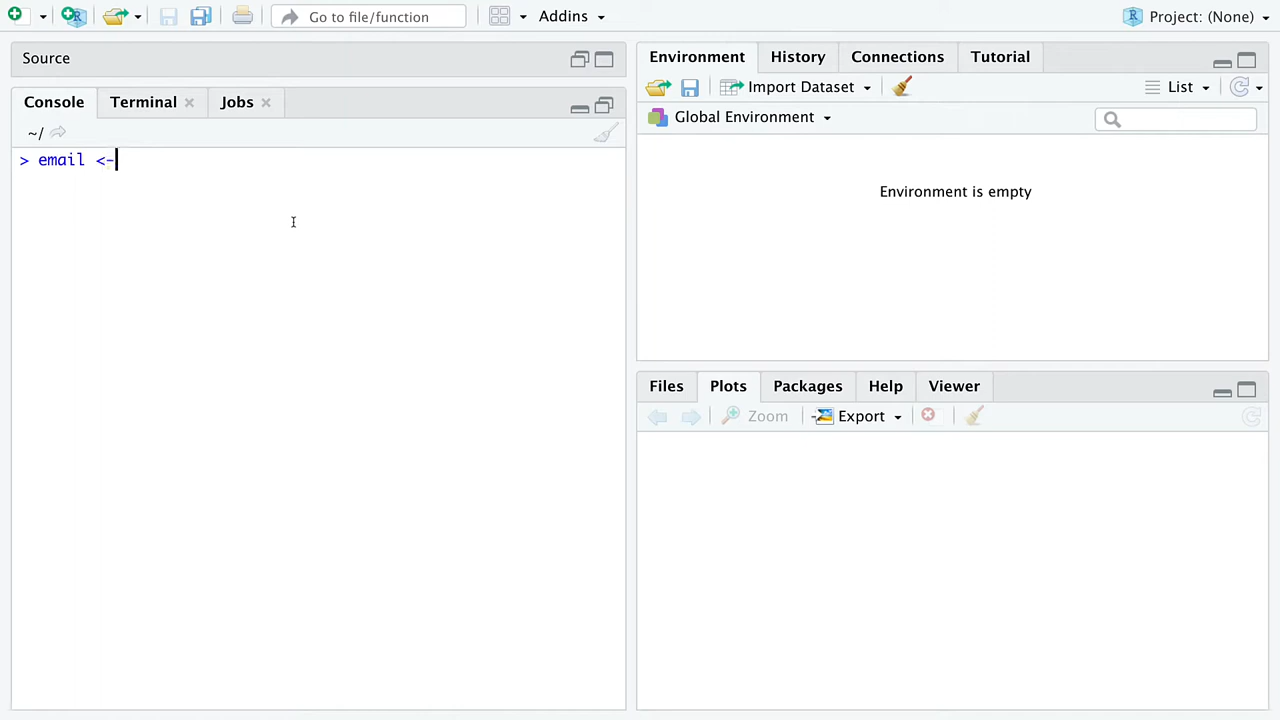 Go to file/function
Addins
Project: (None)
Source
Console
Terminal
Jobs
~/
> email <-
Environment
History
Connections
Tutorial
Import Dataset
List
Global Environment
Environment is empty
Files
Plots
Packages
Help
Viewer
Zoom
Export